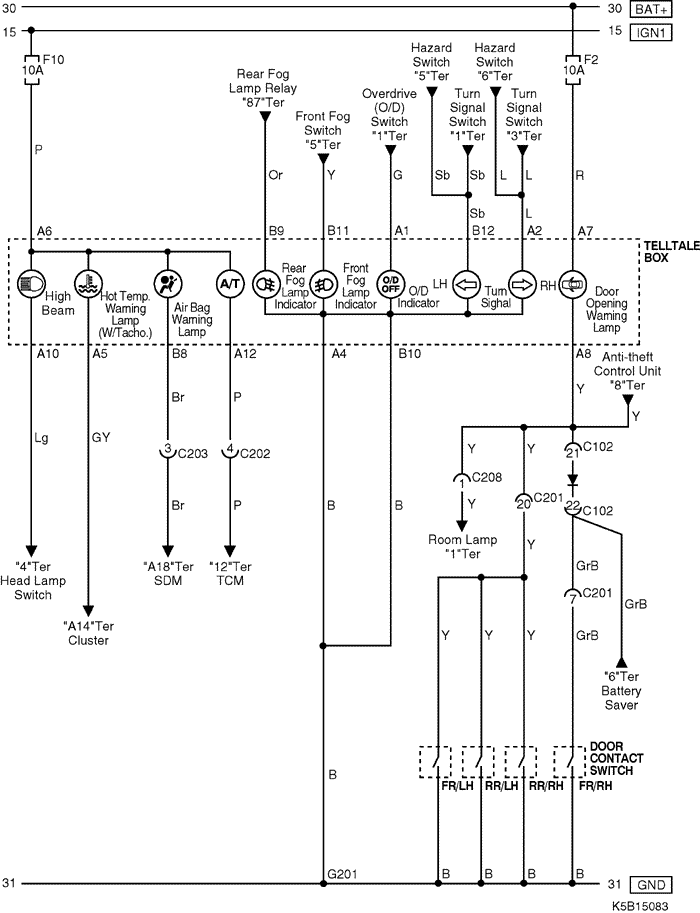 30
30 BAT+
15
15 IGN1
F10
10A
F2
10A
Rear Fog
Lamp Relay
"87"Ter
Front Fog
Switch
"5"Ter
Overdrive
(O/D)
Switch
"1"Ter
Hazard
Switch
"5"Ter
Turn
Signal
Switch
"1"Ter
Hazard
Switch
"6"Ter
Turn
Signal
Switch
"3"Ter
P
Or
Y
G
Sb
Sb
L
L
R
Sb
L
A6
B9
B11
A1
B12
A2
A7
TELLTALE
BOX
High
Beam
Hot Temp.
Warning
Lamp
(W/Tacho.)
Air Bag
Warning
Lamp
A/T
Rear
Fog
Lamp
Indicator
Front
Fog
Lamp
Indicator
O/D
OFF
O/D
Indicator
LH
Turn
Signal
RH
Door
Opening
Warning
Lamp
A10
A5
B8
A12
A4
B10
A8
Anti-theft
Control Unit
"8"Ter
Y
Y
Br
P
Lg
GY
3
C203
4
C202
Y
Y
21
C102
1
C208
Br
P
B
B
Y
20
C201
22
C102
Room Lamp
"1"Ter
Y
"4"Ter
Head Lamp
Switch
"A18"Ter
SDM
"12"Ter
TCM
GrB
7
C201
GrB
"A14"Ter
Cluster
Y
Y
Y
GrB
"6"Ter
Battery
Saver
DOOR
CONTACT
SWITCH
B
FR/LH
RR/LH
RR/RH
FR/RH
G201
B
B
B
B
31
31 GND
K5B15083